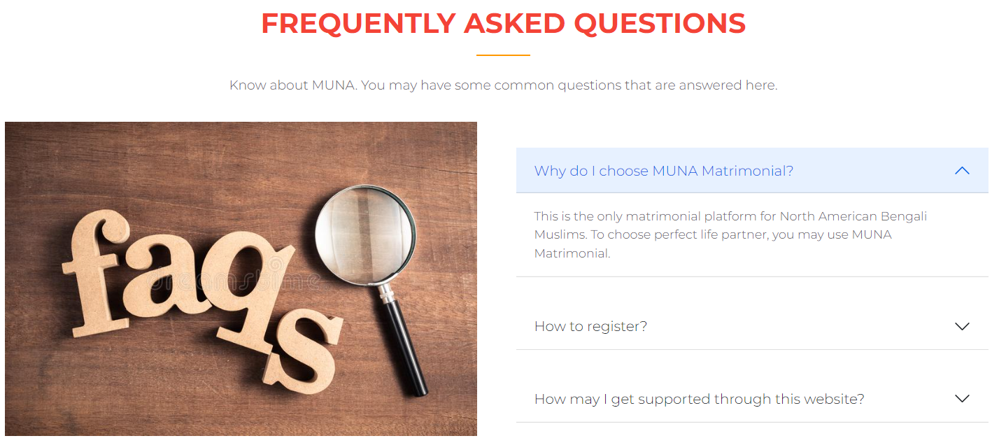 FREQUENTLY ASKED QUESTIONS
Know about MUNA. You may have some common questions that are answered here.
faqs
dreamstime
Why do I choose MUNA Matrimonial?
This is the only matrimonial platform for North American Bengali
Muslims. To choose perfect life partner, you may use MUNA
Matrimonial.
How to register?
How may I get supported through this website?